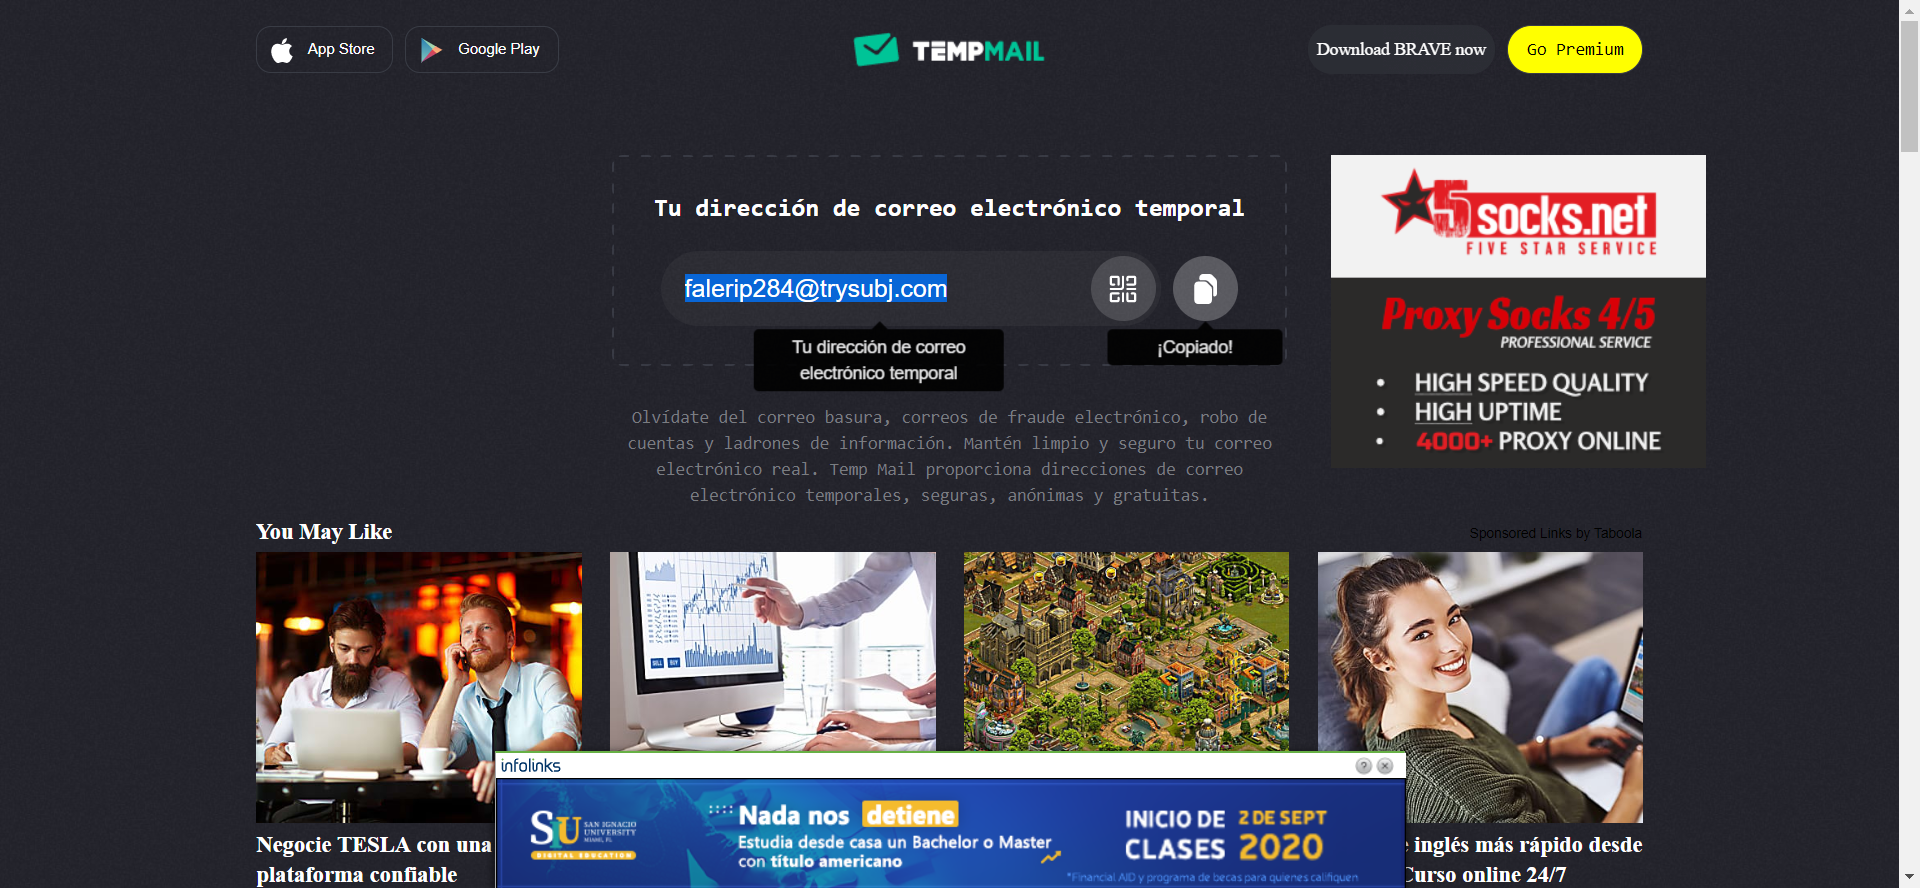 App Store
Google Play
TEMPMAIL
Download BRAVE now
Go Premium
Tu dirección de correo electrónico temporal
falerip284@trysubj.com
Tu dirección de correo
electrónico temporal
¡Copiado!
Olvídate del correo basura, correos de fraude electrónico, robo de
cuentas y ladrones de información. Mantén limpio y seguro tu correo
electrónico real. Temp Mail proporciona direcciones de correo
electrónico temporales, seguras, anónimas y gratuitas.
5socks.net
FIVE STAR SERVICE
Proxy Socks 4/5
PROFESSIONAL SERVICE
• HIGH SPEED QUALITY
• HIGH UPTIME
• 4000+ PROXY ONLINE
You May Like
Sponsored Links by Taboola
SELL BUY
Negocie TESLA con una
plataforma confiable
inglés más rápido desde
Curso online 24/7
infolinks
SIU
SAN IGNACIO
UNIVERSITY
MIAMI, FL
DIGITAL EDUCATION
Nada nos detiene
Estudia desde casa un Bachelor o Master
con título americano
INICIO DE
CLASES
2 DE SEPT
2020
*Financial AID y programa de becas para quienes califiquen